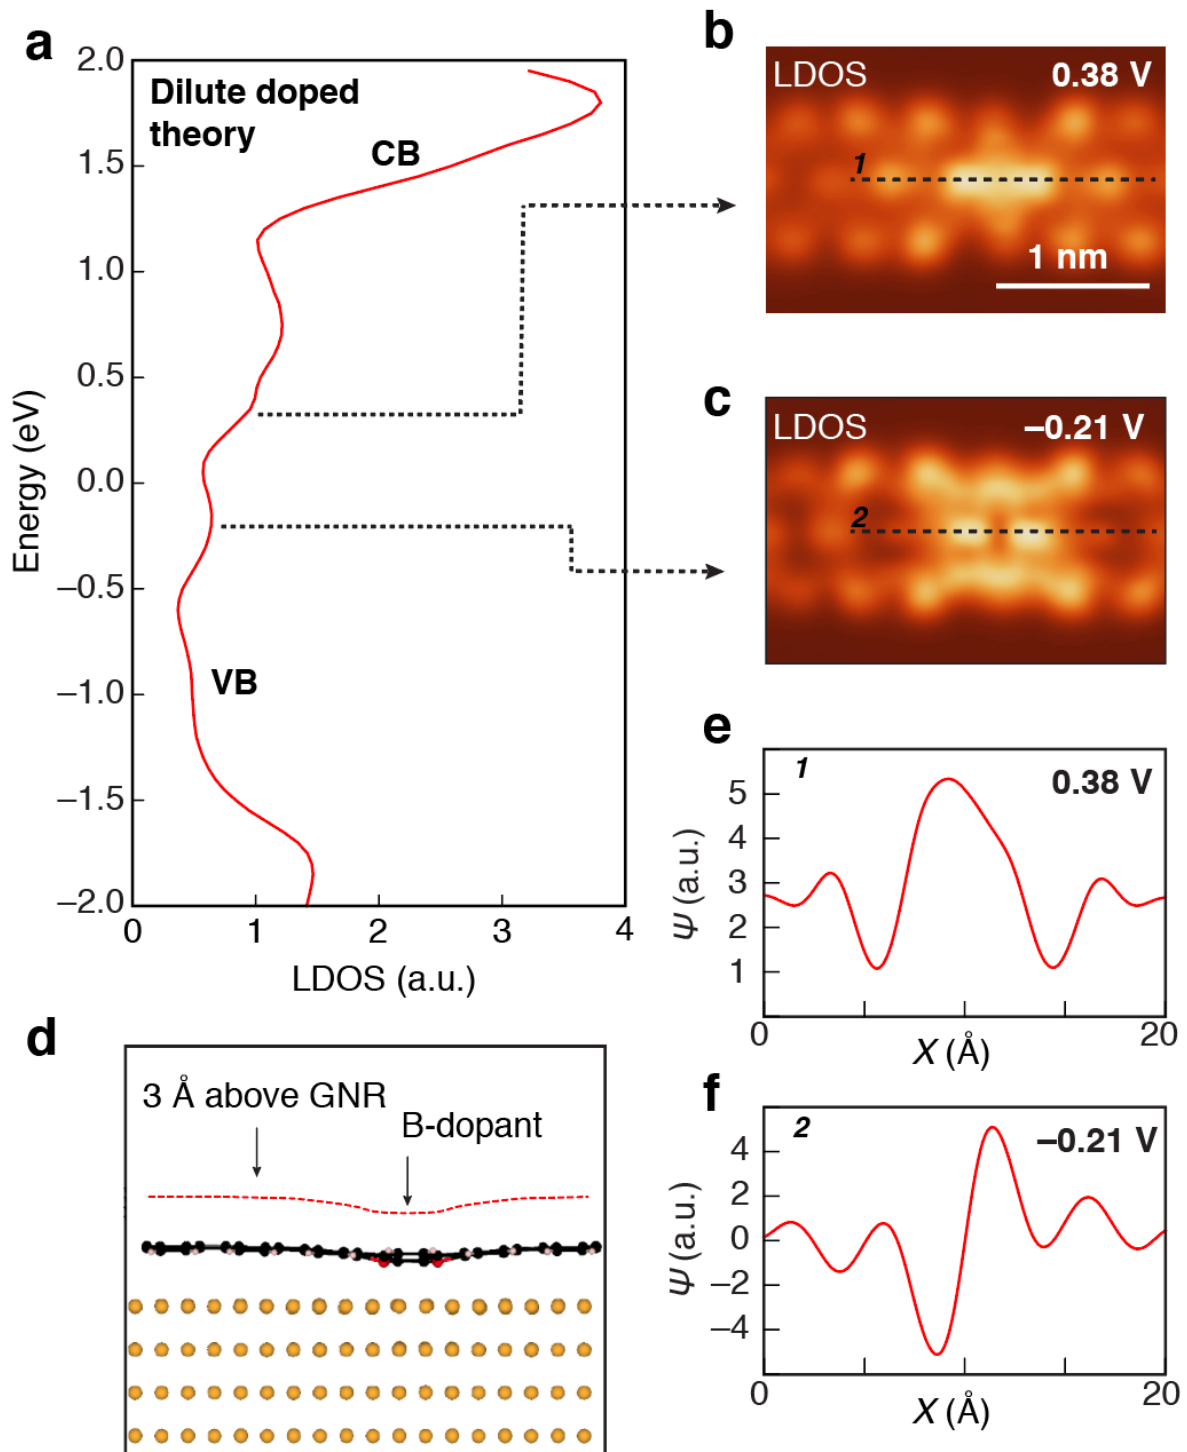 a
2.0
1.5
1.0
0.5
0.0
–0.5
–1.0
–1.5
–2.0
Energy (eV)
Dilute doped
theory
CB
VB
0
1
2
3
4
LDOS (a.u.)
b
LDOS
0.38 V
1
1 nm
c
LDOS
–0.21 V
2
d
3 Å above GNR
B-dopant
e
1
0.38 V
5
4
3
2
1
Ψ (a.u.)
0
20
X (Å)
f
2
–0.21 V
4
2
0
–2
–4
Ψ (a.u.)
0
20
X (Å)